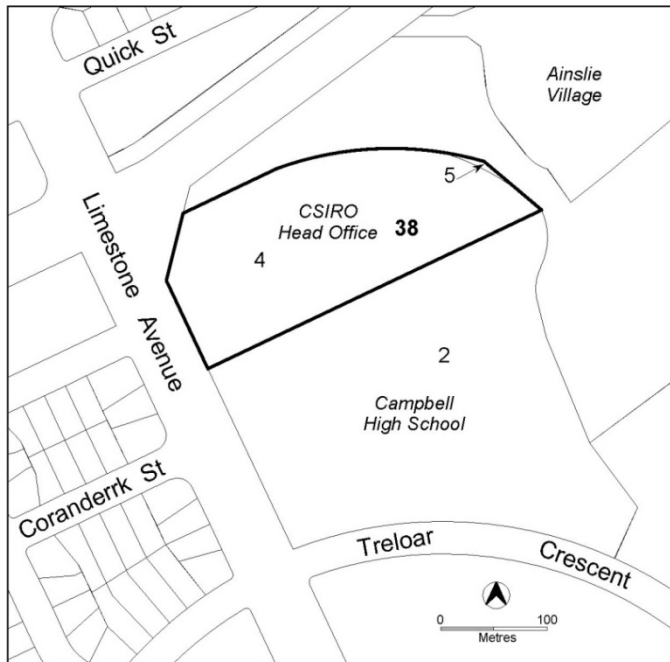 Quick St
Ainslie
Village
5
CSIRO
Head Office
38
4
Limestone Avenue
2
Campbell
High School
Coranderrk St
Treloar Crescent
0 100
Metres